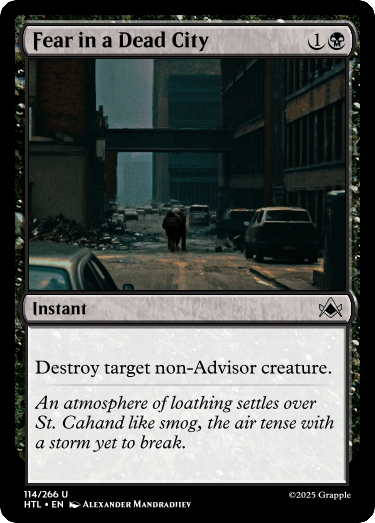 Fear in a Dead City 1
Instant
Destroy target non-Advisor creature.
An atmosphere of loathing settles over
St. Cahand like smog, the air tense with
a storm yet to break.
114/266 U
HTL • EN Alexander Mandradjiev
©2025 Grapple